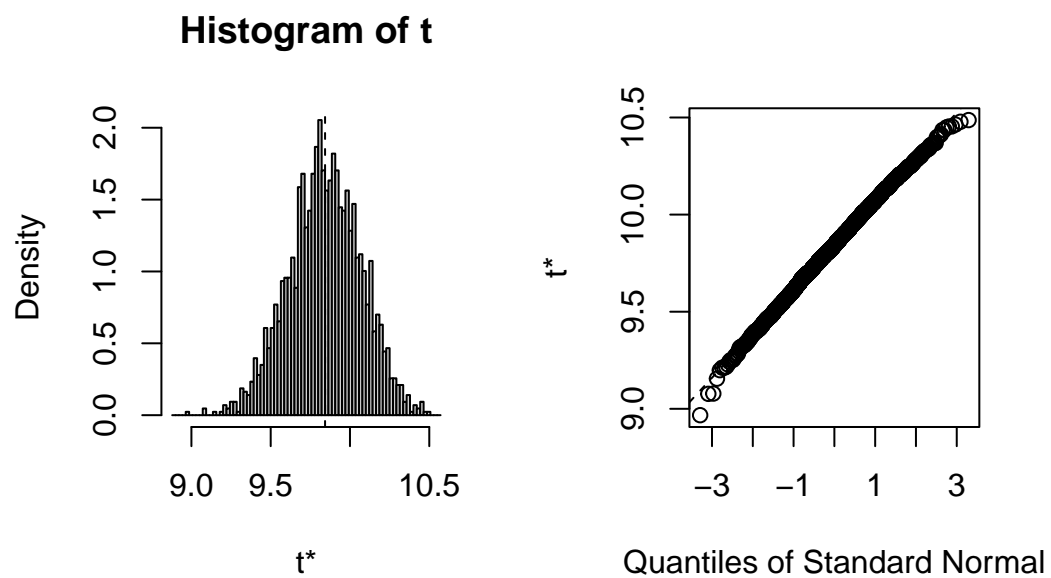 Histogram of t
Density
0.0 0.5 1.0 1.5 2.0
9.0 9.5 10.5
t*
t*
9.0 9.5 10.0 10.5
−3 −1 1 3
Quantiles of Standard Normal